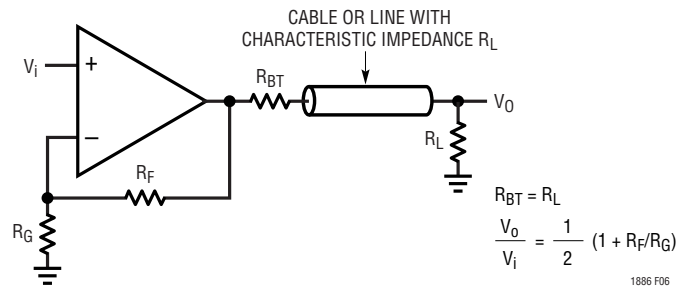 CABLE OR LINE WITH
CHARACTERISTIC IMPEDANCE RL
Vi
+
–
RBT
VO
RL
RF
RG
RBT = RL
Vo
Vi
=
1
2
(1 + RF/RG)
1886 F06